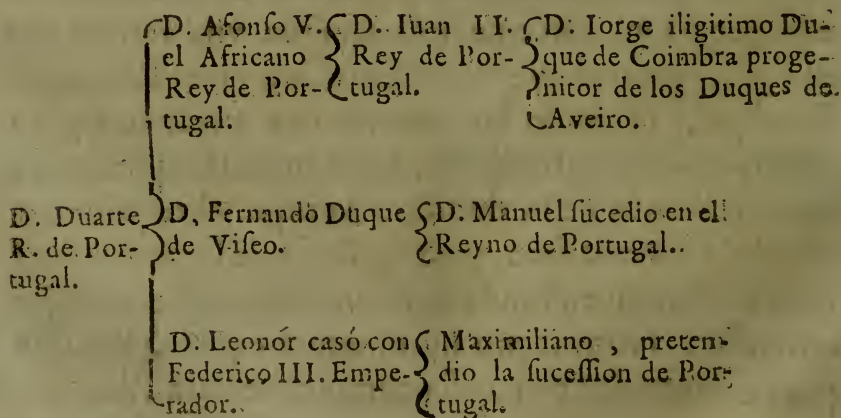 D. Afonſo V. D. Iuan II. D. Iorge iligitimo Du-
el Africano Rey de Por- que de Coimbra proge-
Rey de Por- tugal. nitor de los Duques de
tugal. Aveiro.
D. Duarte D, Fernando Duque D. Manuel ſucedio en el
R. de Por- de Viſeo. Reyno de Portugal.
tugal.
D. Leonór casó con Maximiliano , preten-
Federico III. Empe- dio la ſuceſſion de Por-
rador. tugal.